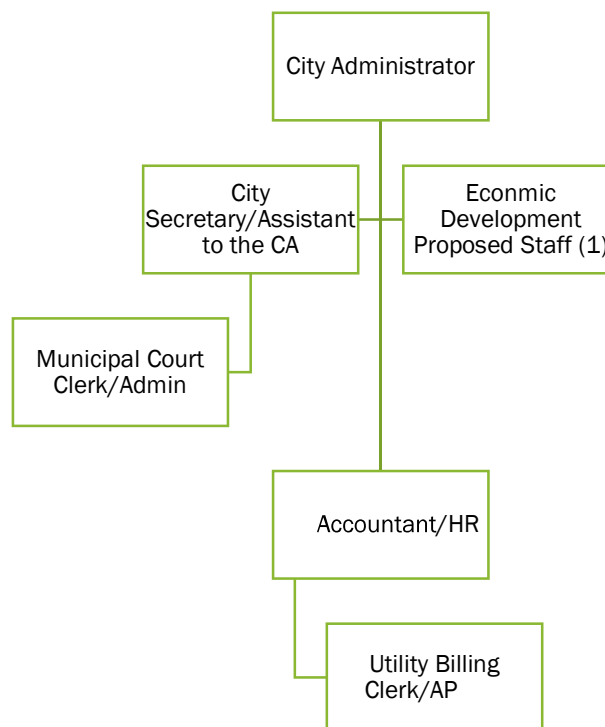 City Administrator
City
Secretary/Assistant
to the CA
Econmic
Development
Proposed Staff (1)
Municipal Court
Clerk/Admin
Accountant/HR
Utility Billing
Clerk/AP